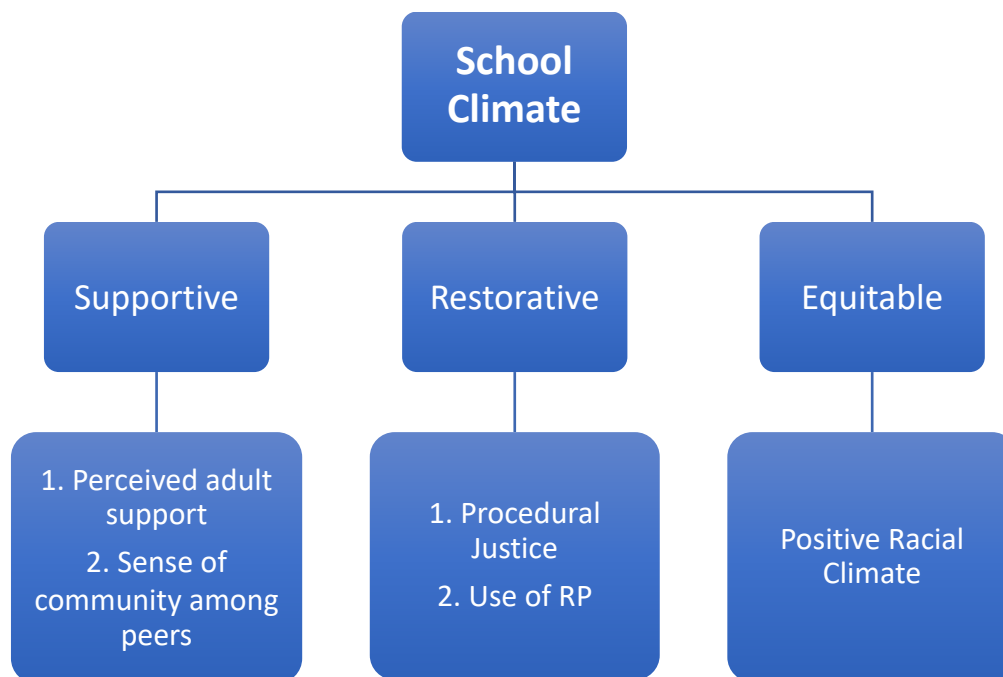 School
Climate
Supportive
Restorative
Equitable
1. Perceived adult
support
2. Sense of
community among
peers
1. Procedural
Justice
2. Use of RP
Positive Racial
Climate